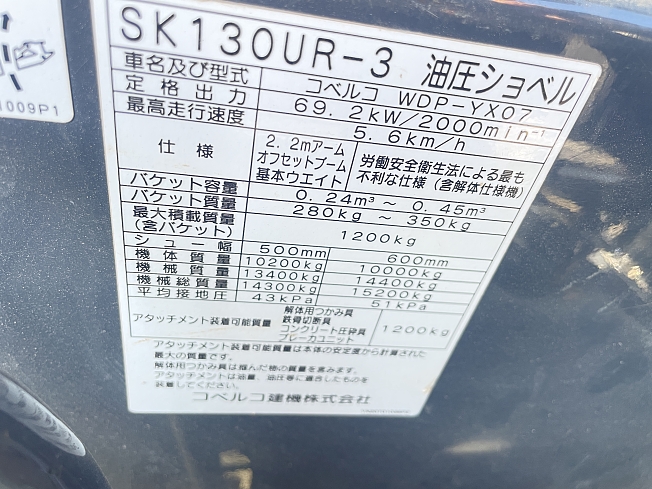 1009P1
SK130UR-3 油圧ショベル
車名及び型式 コベルコ WDP-YX07
定格出力 69.2kW/2000min-1
最高走行速度 5.6km/h
仕様 2.2mアーム オフセットブーム 基本ウエイト 労働安全衛生法による最も不利な仕様(含解体仕様機)
バケット容量 0.24m³ ～ 0.45m³
バケット質量 280kg ～ 350kg
最大積載質量(含バケット) 1200kg
シュー幅 500mm 600mm
機体質量 10200kg 10000kg
機械質量 13400kg 14400kg
機械総質量 14300kg 15200kg
平均接地圧 43kPa 51kPa
アタッチメント装着可能質量 解体用つかみ具 鉄骨切断具 コンクリート圧砕具 ブレーカユニット 1200kg
アタッチメント装着可能質量は本体の安定度から計算された
最大の質量です。
解体用つかみ具は掴んだ物の質量を含みます。
アタッチメントは油量、油圧等に適合したものを
装着してください。
コベルコ建機株式会社